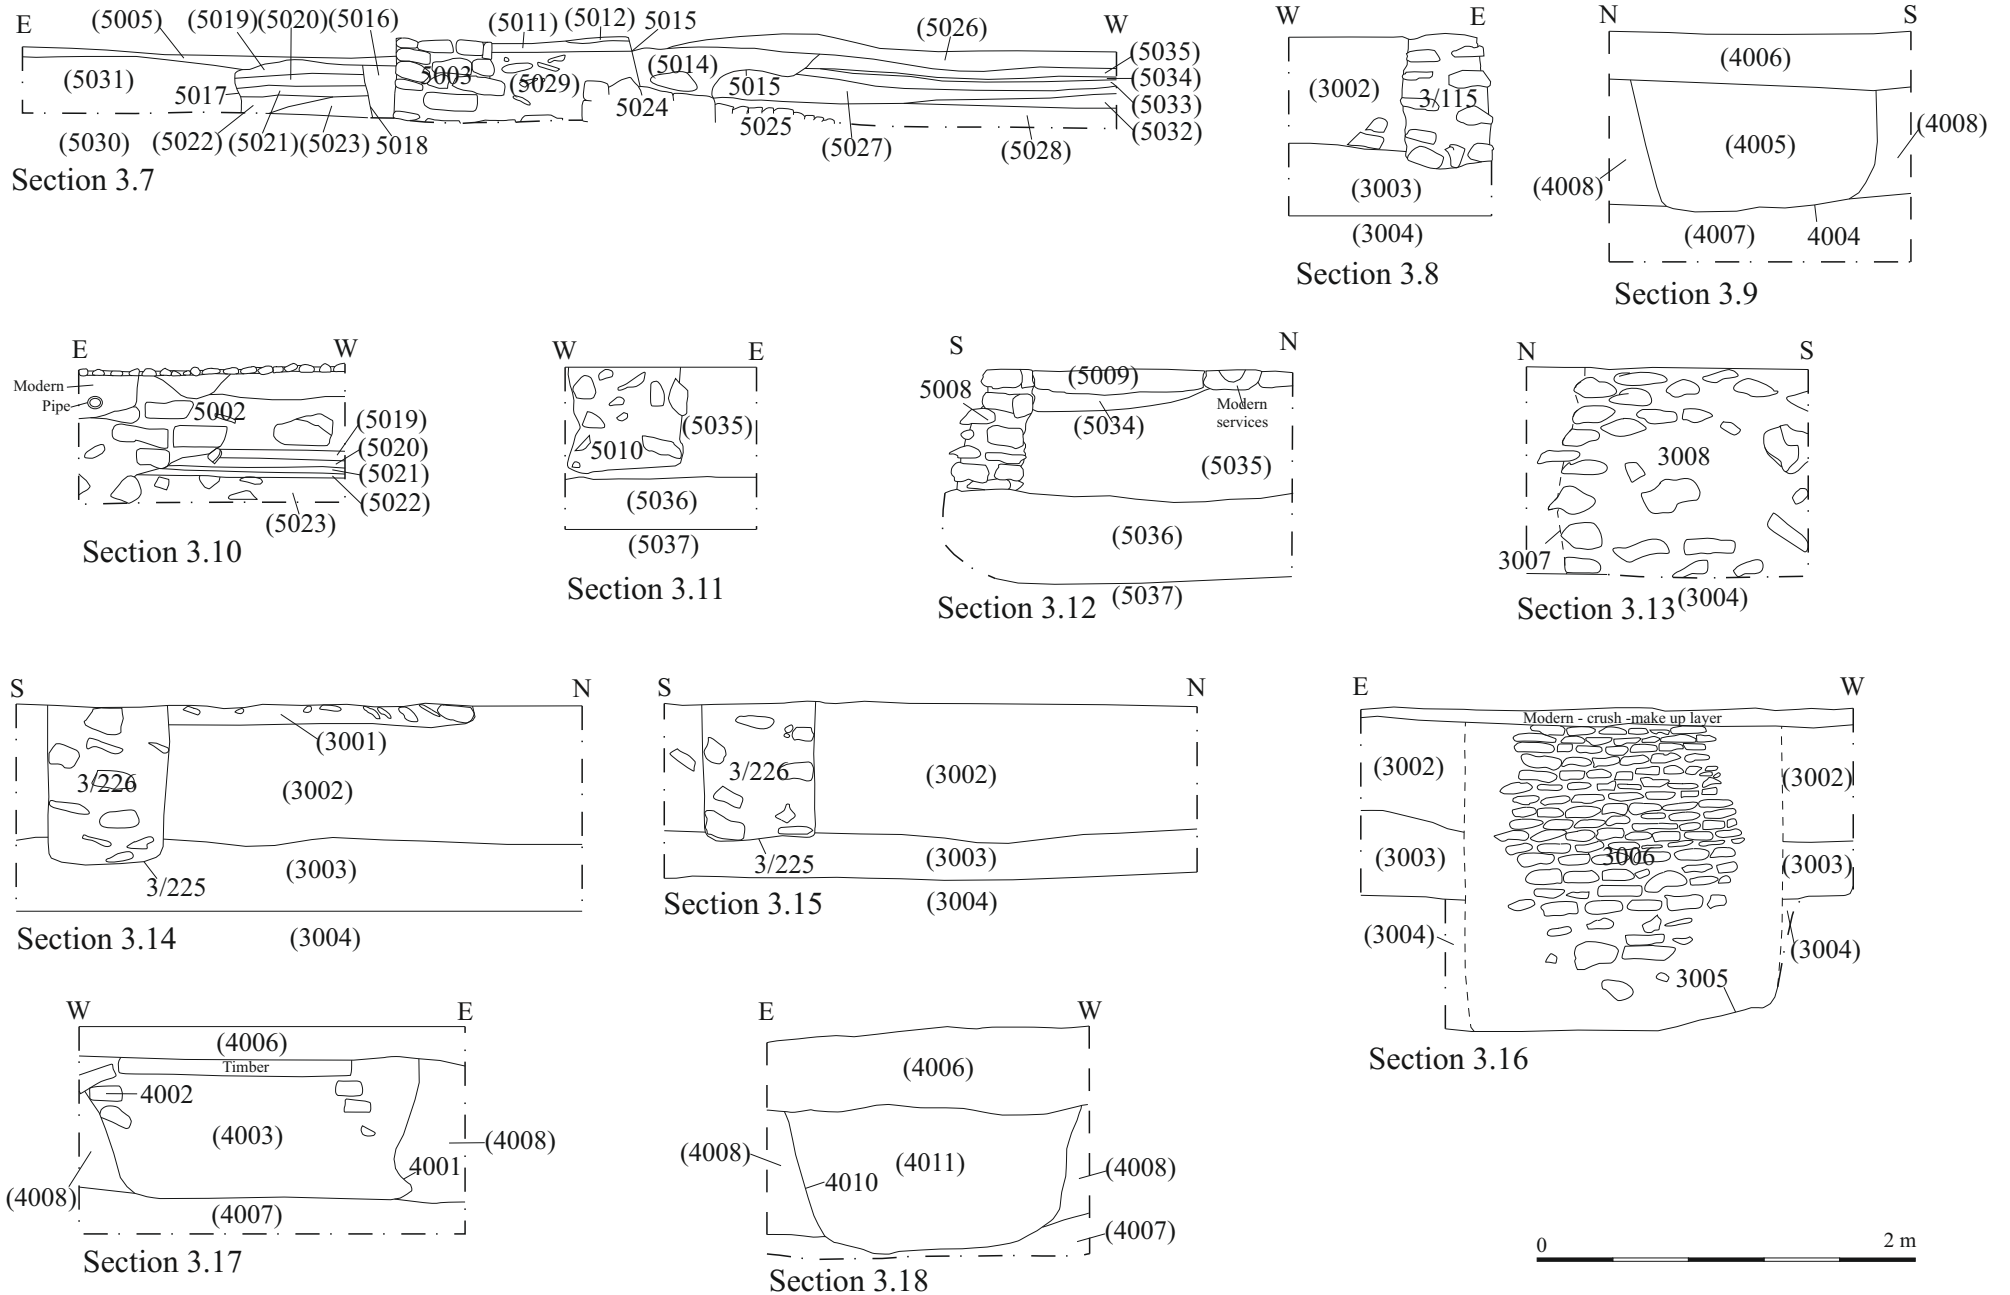 E (5005) (5019) (5020) (5016) (5011) (5012) 5015 (5026) W
(5031) 5003 (5029) (5014) (5035)
5017 5024 5015 (5034)
5025 (5033)
(5030) (5022) (5021) (5023) 5018 (5027) (5028) (5032)
Section 3.7
W E
(3002) 3/115
(3003)
(3004)
Section 3.8
N S
(4006)
(4005) (4008)
(4008)
(4007) 4004
Section 3.9
E W
Modern
Pipe 5002
(5019)
(5020)
(5021)
(5022)
(5023)
Section 3.10
W E
5010 (5035)
(5036)
(5037)
Section 3.11
S N
5008 (5009)
(5034) Modern
services
(5035)
(5036)
(5037)
Section 3.12
N S
3008
3007
(3004)
Section 3.13
S N
(3001)
3/226 (3002)
(3003)
3/225
(3004)
Section 3.14
S N
3/226 (3002)
(3003)
3/225
(3004)
Section 3.15
E W
Modern - crush -make up layer
(3002) (3002)
(3003) 3006 (3003)
(3004) (3004)
3005
Section 3.16
W E
(4006)
Timber
4002
(4003) (4008)
4001
(4008)
(4007)
Section 3.17
E W
(4006)
(4008) (4011) (4008)
4010
(4007)
Section 3.18
0 2 m